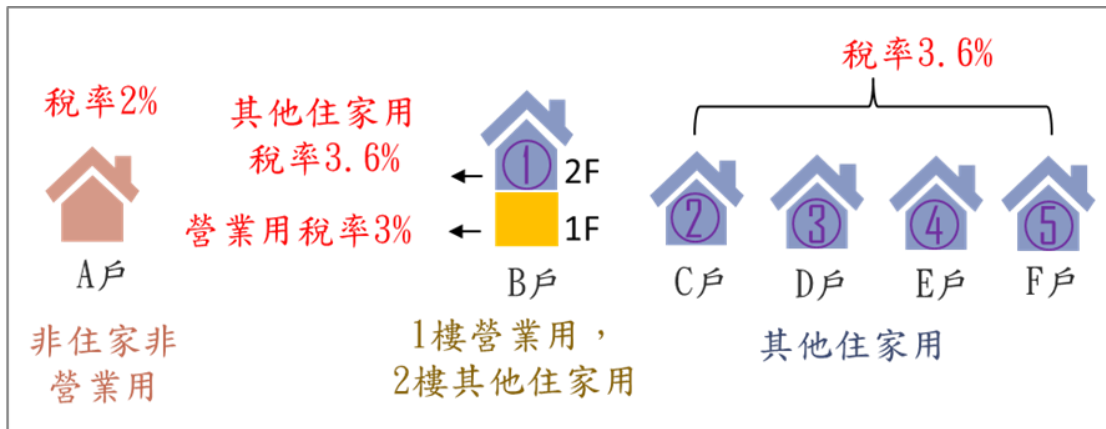 稅率3.6%
稅率2%
其他住家用
稅率3.6%
營業用稅率3%
①
2F
1F
②
③
④
⑤
A戶
B戶
C戶
D戶
E戶
F戶
非住家非
營業用
1樓營業用，
2樓其他住家用
其他住家用